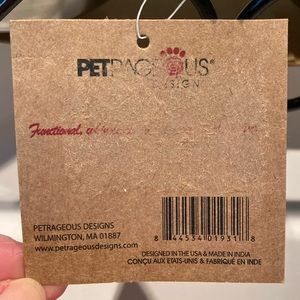 PETRAGEOUS®
DESIGN
Functional,
PETRAGEOUS DESIGNS
WILMINGTON, MA 01887
www.petrageousdesigns.com
8 44534 01931 8
DESIGNED IN THE USA & MADE IN INDIA
CONÇU AUX ETATS-UNIS & FABRIQUÉ EN INDE